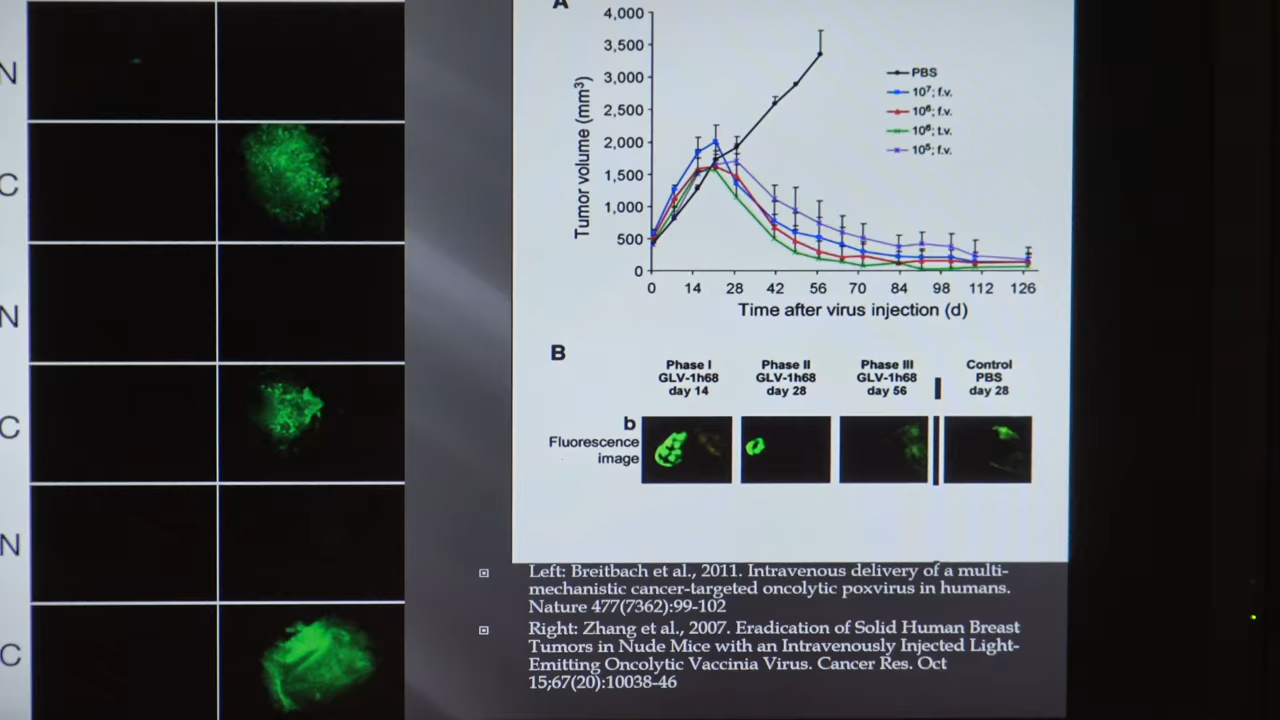 N
C
N
C
N
C
A
4,000
3,500
3,000
2,500
2,000
1,500
1,000
500
0
Tumor volume (mm³)
PBS
10⁷; f.v.
10⁶; f.v.
10⁶; t.v.
10⁵; f.v.
0 14 28 42 56 70 84 98 112 126
Time after virus injection (d)
B
Phase I
GLV-1h68
day 14
Phase II
GLV-1h68
day 28
Phase III
GLV-1h68
day 56
Control
PBS
day 28
b
Fluorescence
image
Left: Breitbach et al., 2011. Intravenous delivery of a multi-
mechanistic cancer-targeted oncolytic poxvirus in humans.
Nature 477(7362):99-102
Right: Zhang et al., 2007. Eradication of Solid Human Breast
Tumors in Nude Mice with an Intravenously Injected Light-
Emitting Oncolytic Vaccinia Virus. Cancer Res. Oct
15;67(20):10038-46